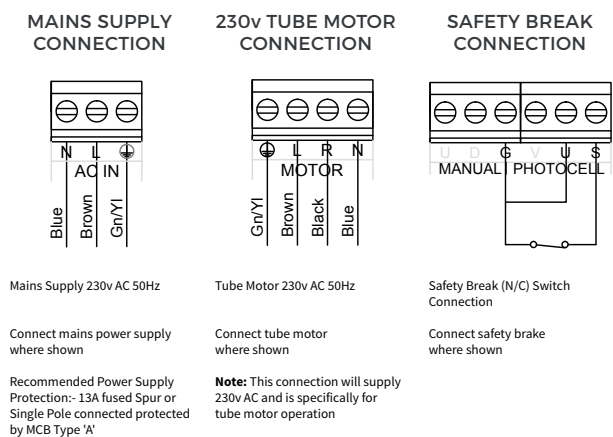 MAINS SUPPLY
CONNECTION
N L
AC IN
Blue
Brown
Gn/Yl
Mains Supply 230v AC 50Hz
Connect mains power supply
where shown
Recommended Power Supply
Protection:- 13A fused Spur or
Single Pole connected protected
by MCB Type 'A'
230v TUBE MOTOR
CONNECTION
L R N
MOTOR
Gn/Yl
Brown
Black
Blue
Tube Motor 230v AC 50Hz
Connect tube motor
where shown
Note: This connection will supply
230v AC and is specifically for
tube motor operation
SAFETY BREAK
CONNECTION
U D G V U S
MANUAL PHOTOCELL
Safety Break (N/C) Switch
Connection
Connect safety brake
where shown